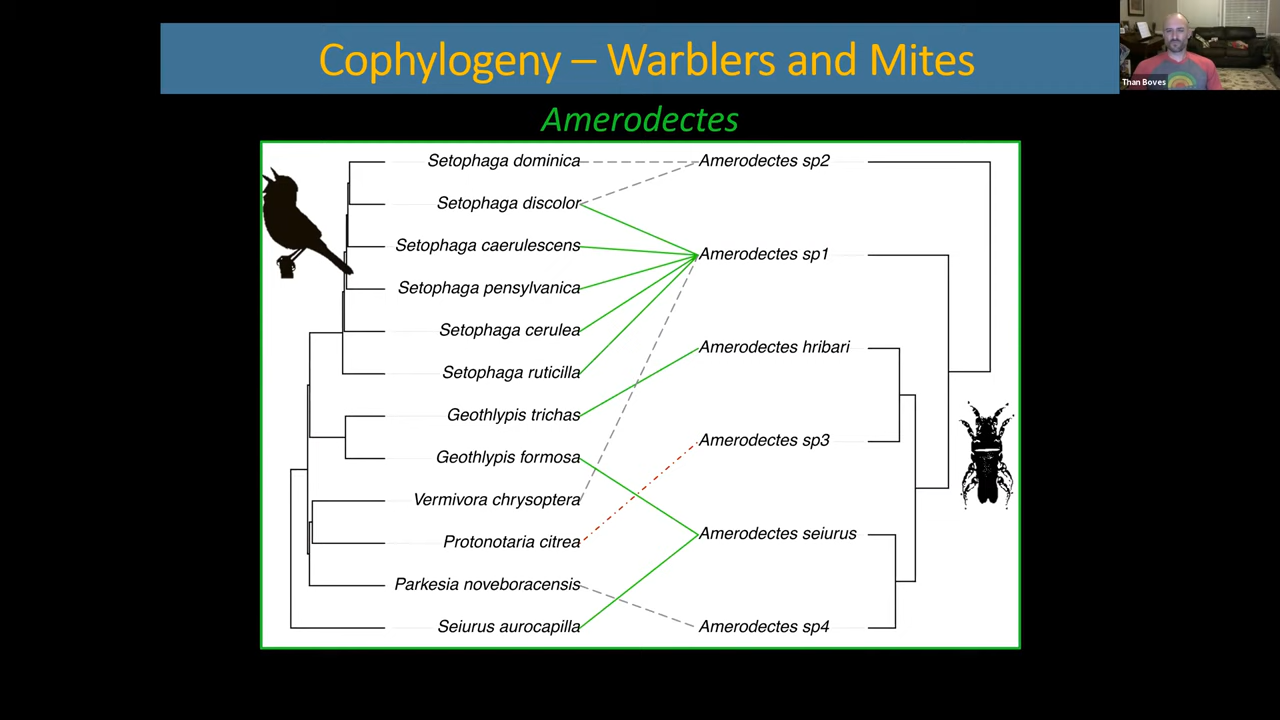 Cophylogeny – Warblers and Mites
Than Boves
Amerodectes
Setophaga dominica
Setophaga discolor
Setophaga caerulescens
Setophaga pensylvanica
Setophaga cerulea
Setophaga ruticilla
Geothlypis trichas
Geothlypis formosa
Vermivora chrysoptera
Protonotaria citrea
Parkesia noveboracensis
Seiurus aurocapilla
Amerodectes sp2
Amerodectes sp1
Amerodectes hribari
Amerodectes sp3
Amerodectes seiurus
Amerodectes sp4